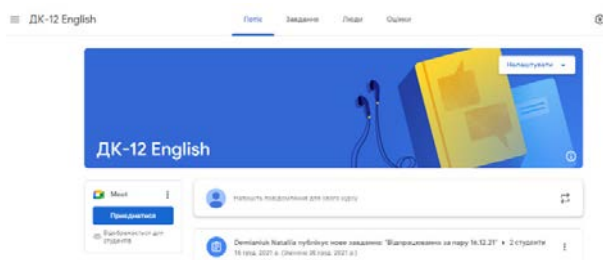 ДК-12 English
Потік Завдання Люди Оцінки
Налаштувати
ДК-12 English
Meet
Приєднатися
Відображається для студентів
Напишіть повідомлення для свого курсу
Demianiuk Natallia публікує нове завдання: "Відпрацювання за пару 16.12.21" 2 студенти
16 груд. 2021 р. (Змінено 26 груд. 2021 р.)